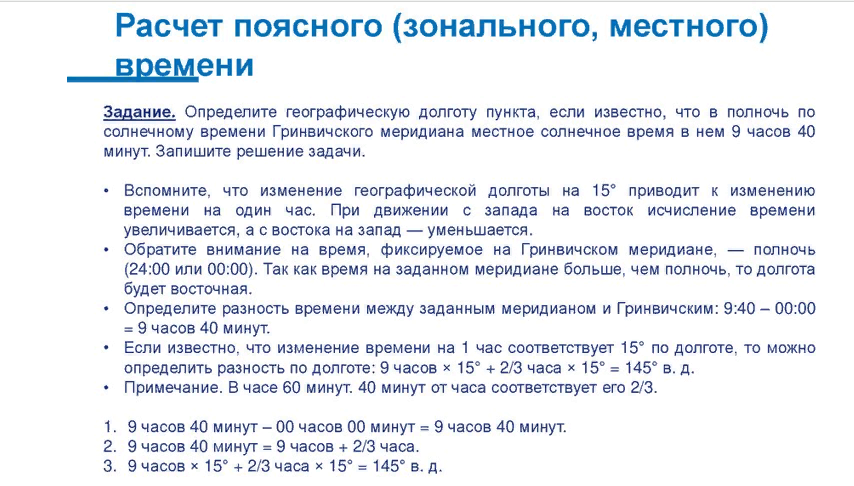 Расчет поясного (зонального, местного)
времени
Задание. Определите географическую долготу пункта, если известно, что в полночь по
солнечному времени Гринвичского меридиана местное солнечное время в нем 9 часов 40
минут. Запишите решение задачи.
• Вспомните, что изменение географической долготы на 15° приводит к изменению
времени на один час. При движении с запада на восток исчисление времени
увеличивается, а с востока на запад — уменьшается.
• Обратите внимание на время, фиксируемое на Гринвичском меридиане, — полночь
(24:00 или 00:00). Так как время на заданном меридиане больше, чем полночь, то долгота
будет восточная.
• Определите разность времени между заданным меридианом и Гринвичским: 9:40 – 00:00
= 9 часов 40 минут.
• Если известно, что изменение времени на 1 час соответствует 15° по долготе, то можно
определить разность по долготе: 9 часов × 15° + 2/3 часа × 15° = 145° в. д.
• Примечание. В часе 60 минут. 40 минут от часа соответствует его 2/3.
1. 9 часов 40 минут – 00 часов 00 минут = 9 часов 40 минут.
2. 9 часов 40 минут = 9 часов + 2/3 часа.
3. 9 часов × 15° + 2/3 часа × 15° = 145° в. д.